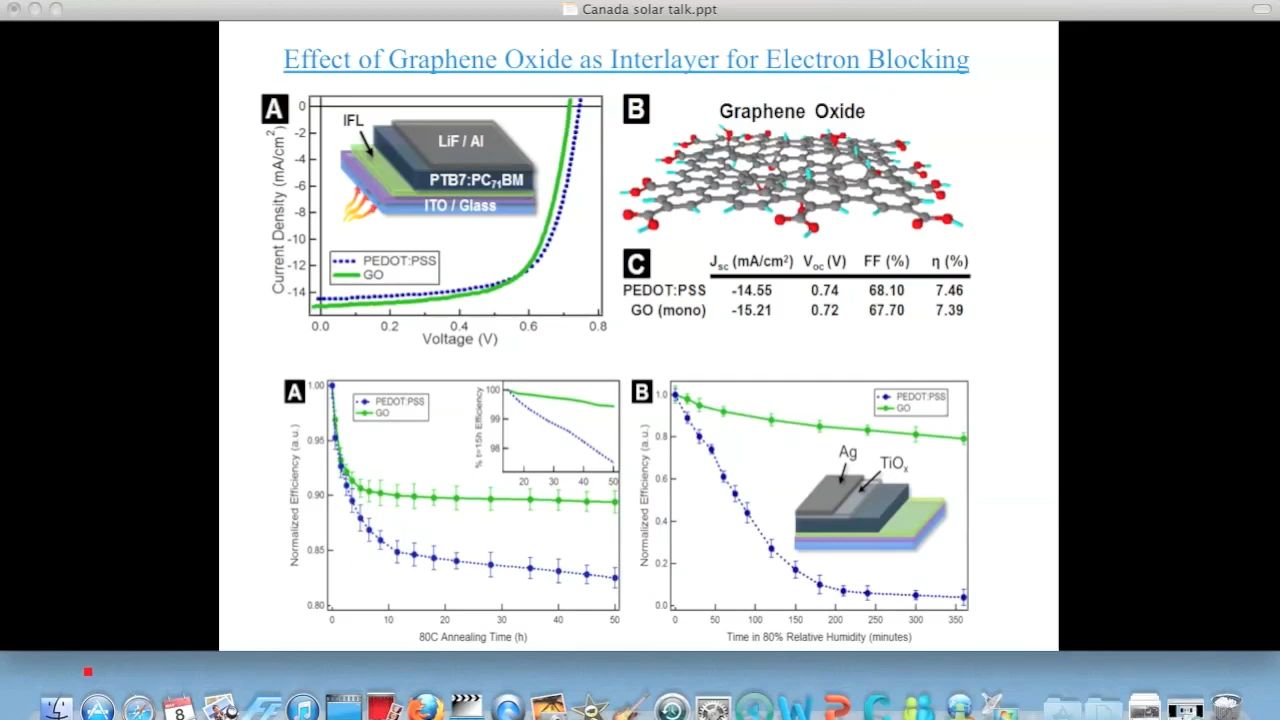 Canada solar talk.ppt
Effect of Graphene Oxide as Interlayer for Electron Blocking
A
Current Density (mA/cm²)
0
-2
-4
-6
-8
-10
-12
-14
IFL
LiF / Al
PTB7:PC71BM
ITO / Glass
PEDOT:PSS
GO
0.0 0.2 0.4 0.6 0.8
Voltage (V)
B
Graphene Oxide
C
Jsc (mA/cm²) Voc (V) FF (%) η (%)
PEDOT:PSS -14.55 0.74 68.10 7.46
GO (mono) -15.21 0.72 67.70 7.39
A
Normalized Efficiency (a.u.)
1.00
0.95
0.90
0.85
0.80
PEDOT:PSS
GO
% t=15h Efficiency
100
99
98
20 30 40 50
0 10 20 30 40 50
80C Annealing Time (h)
B
Normalized Efficiency (a.u.)
1.0
0.8
0.6
0.4
0.2
0.0
PEDOT:PSS
GO
Ag
TiOx
0 50 100 150 200 250 300 350
Time in 80% Relative Humidity (minutes)
8